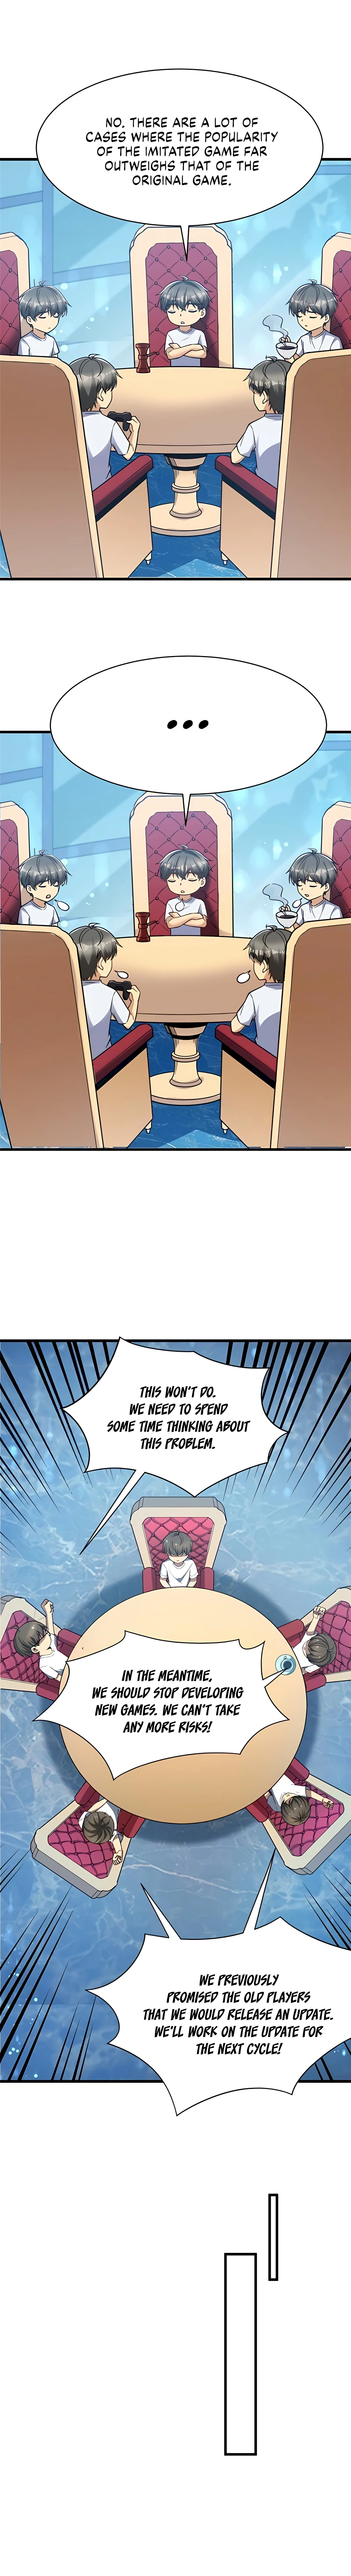 NO. THERE ARE A LOT OF
CASES WHERE THE POPULARITY
OF THE IMITATED GAME FAR
OUTWEIGHS THAT OF THE
ORIGINAL GAME.
...
THIS WON'T DO.
WE NEED TO SPEND
SOME TIME THINKING ABOUT
THIS PROBLEM.
IN THE MEANTIME,
WE SHOULD STOP DEVELOPING
NEW GAMES. WE CAN'T TAKE
ANY MORE RISKS!
WE PREVIOUSLY
PROMISED THE OLD PLAYERS
THAT WE WOULD RELEASE AN UPDATE.
WE'LL WORK ON THE UPDATE FOR
THE NEXT CYCLE!